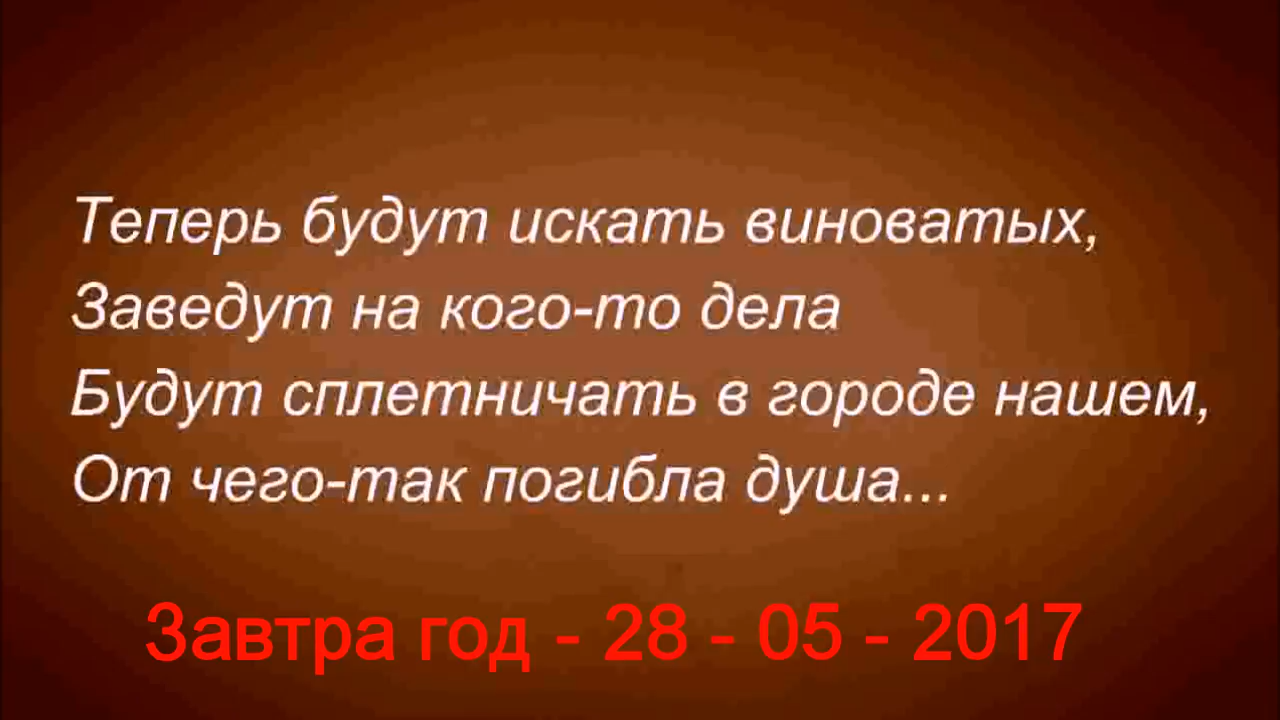 Теперь будут искать виноватых,
Заведут на кого-то дела
Будут сплетничать в городе нашем,
От чего-так погибла душа...
Завтра год - 28 - 05 - 2017